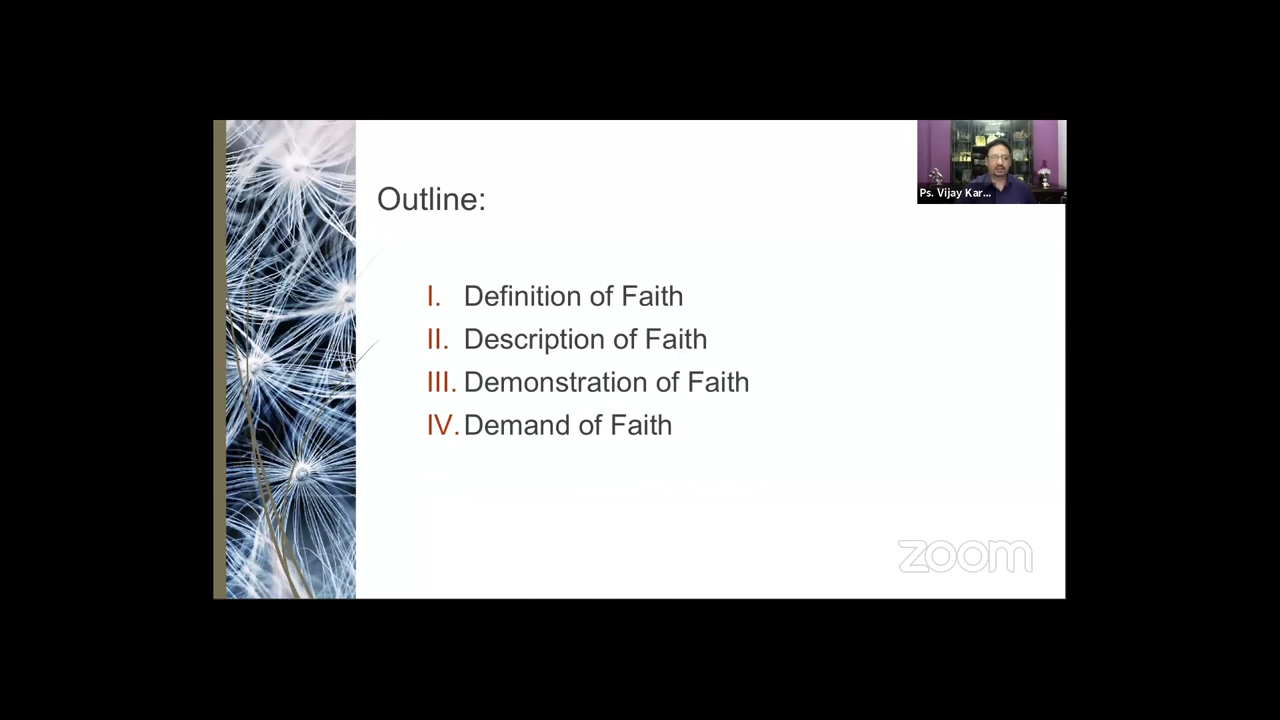 Outline:
I. Definition of Faith
II. Description of Faith
III. Demonstration of Faith
IV. Demand of Faith
Ps. Vijay Kar...
zoom